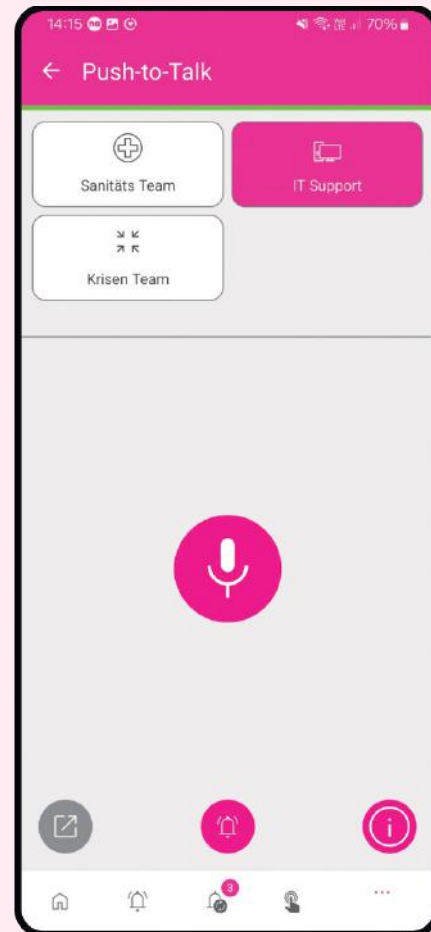 14:15
70%
Push-to-Talk
Sanitäts Team
IT Support
Krisen Team
3